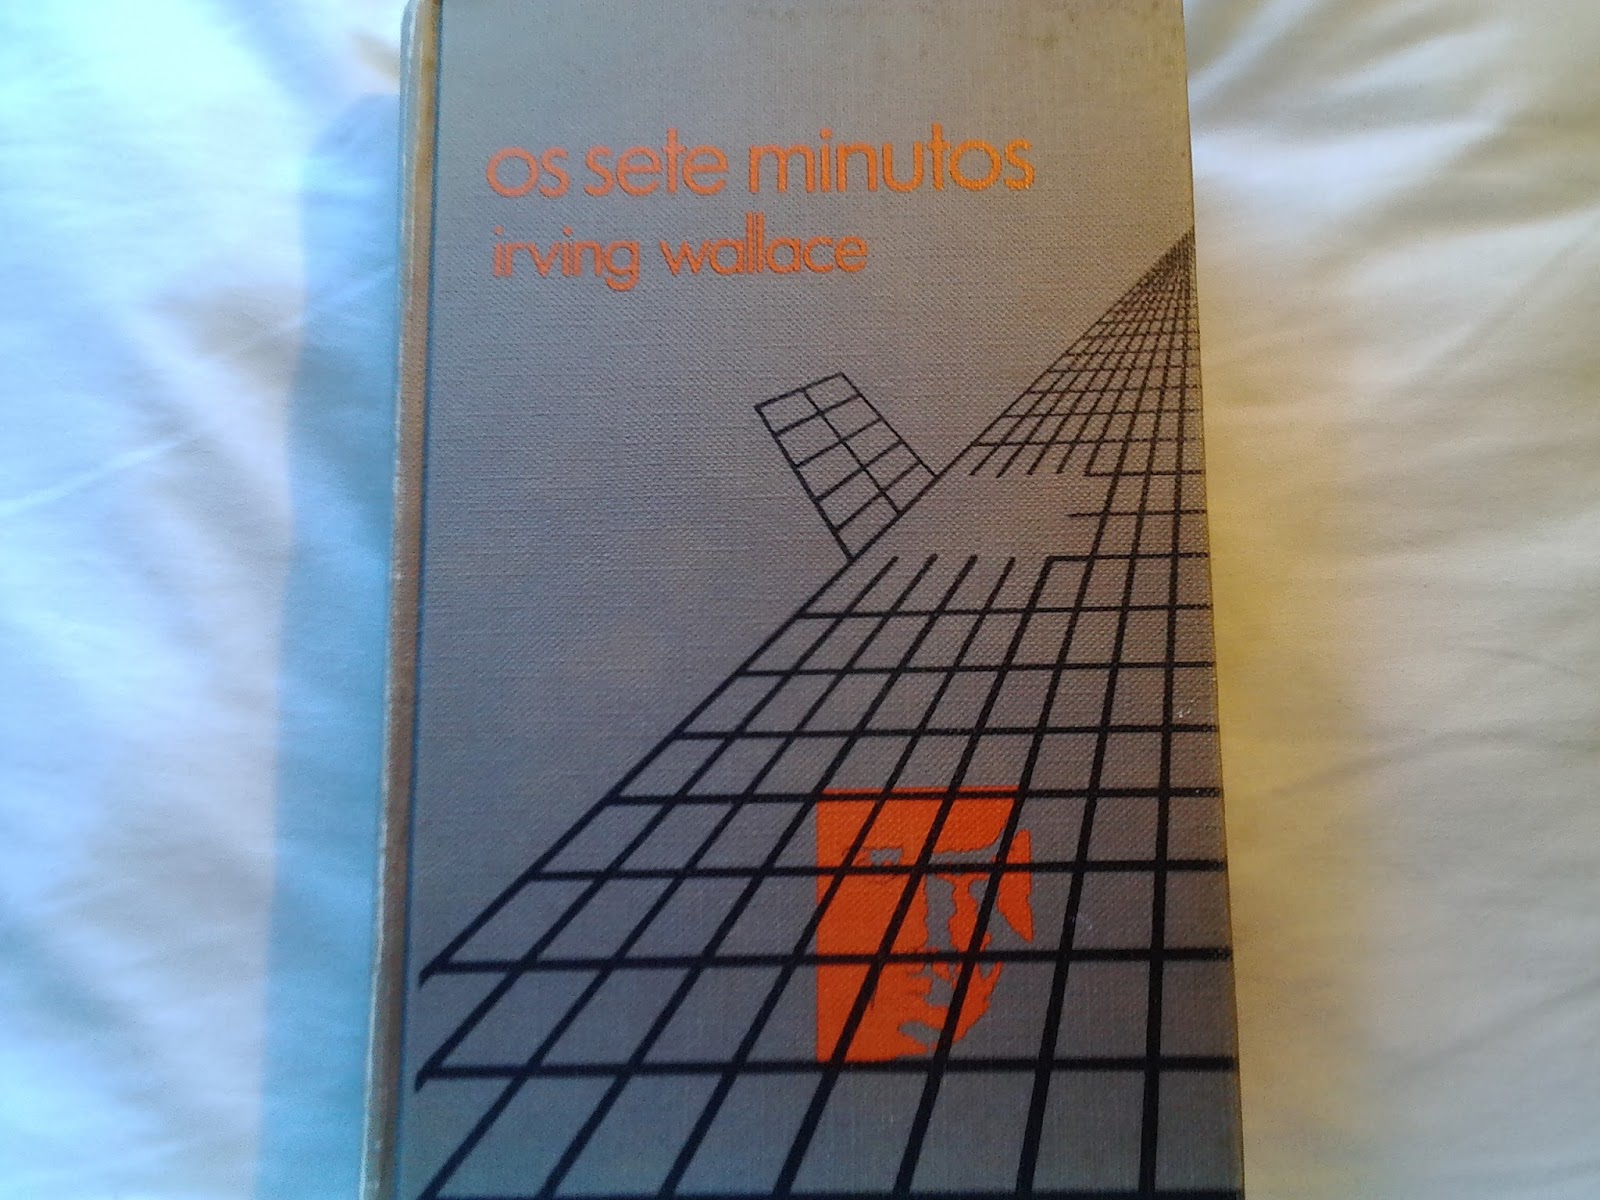 os sete minutos
irving wallace